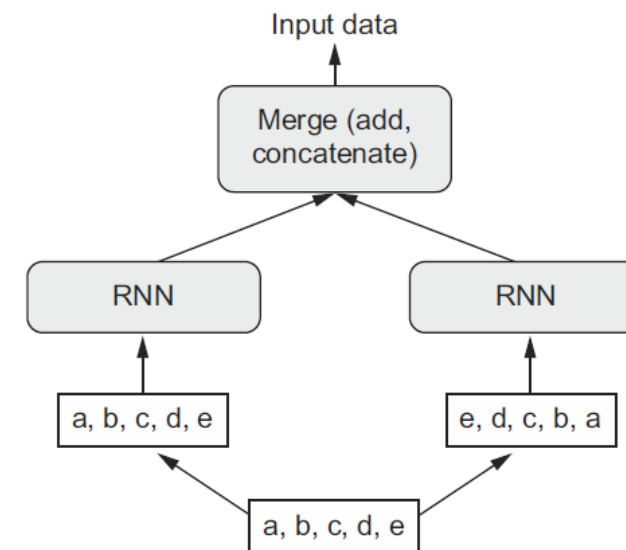 Input data
Merge (add,
concatenate)
RNN
RNN
a, b, c, d, e
e, d, c, b, a
a, b, c, d, e